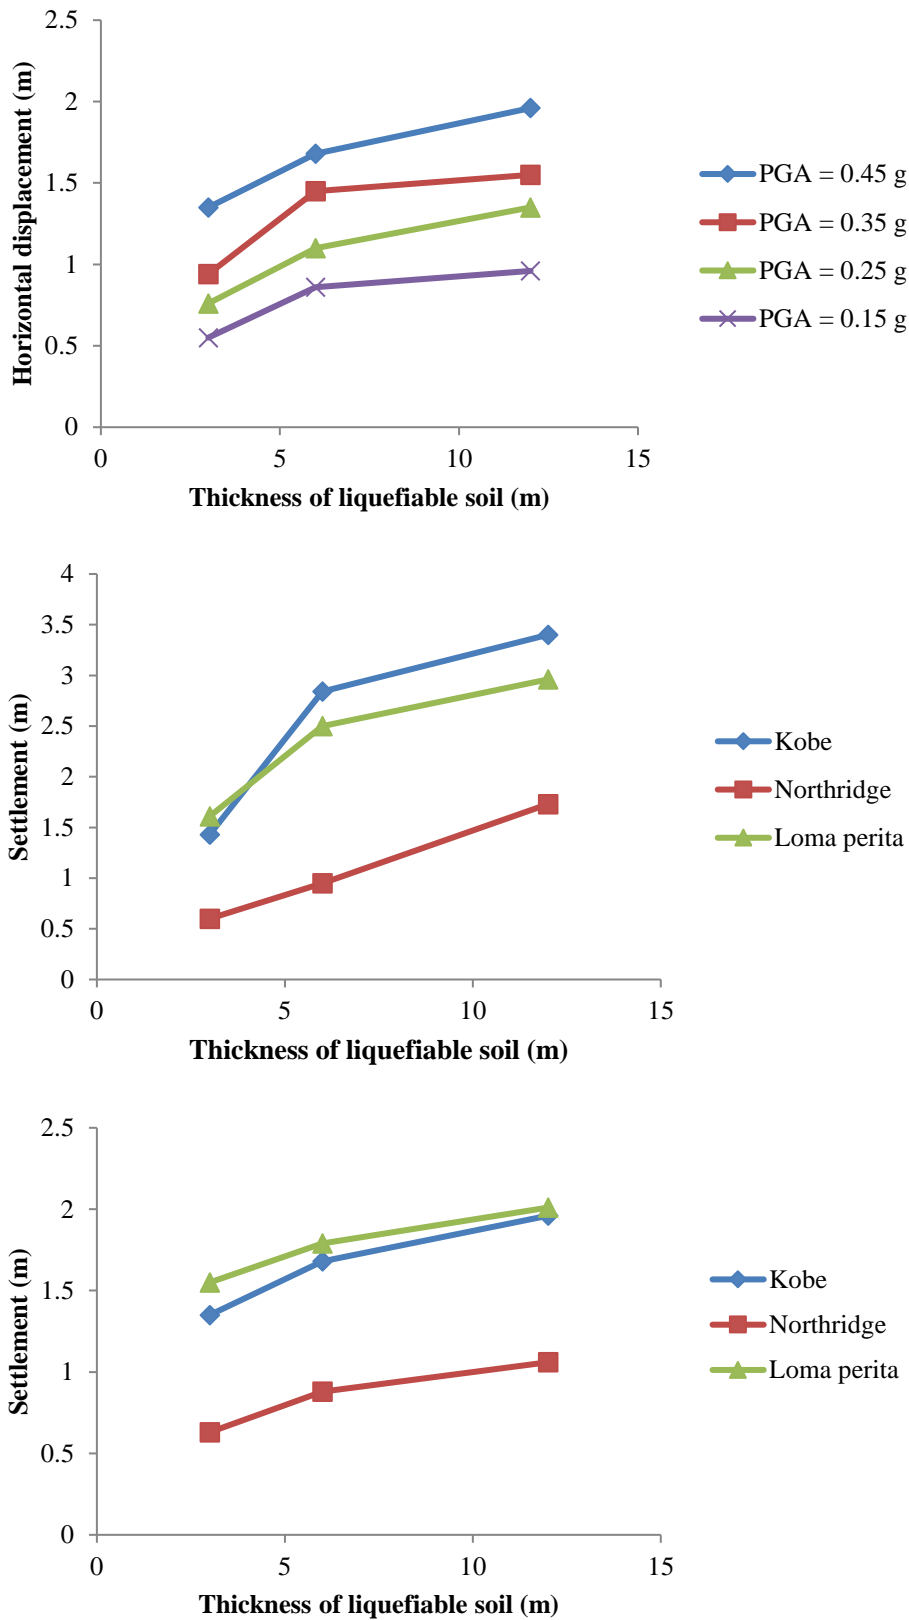 2.5
2
1.5
1
0.5
0
0
5
10
15
Horizontal displacement (m)
Thickness of liquefiable soil (m)
PGA = 0.45 g
PGA = 0.35 g
PGA = 0.25 g
PGA = 0.15 g
4
3.5
3
2.5
2
1.5
1
0.5
0
0
5
10
15
Settlement (m)
Thickness of liquefiable soil (m)
Kobe
Northridge
Loma perita
2.5
2
1.5
1
0.5
0
0
5
10
15
Settlement (m)
Thickness of liquefiable soil (m)
Kobe
Northridge
Loma perita